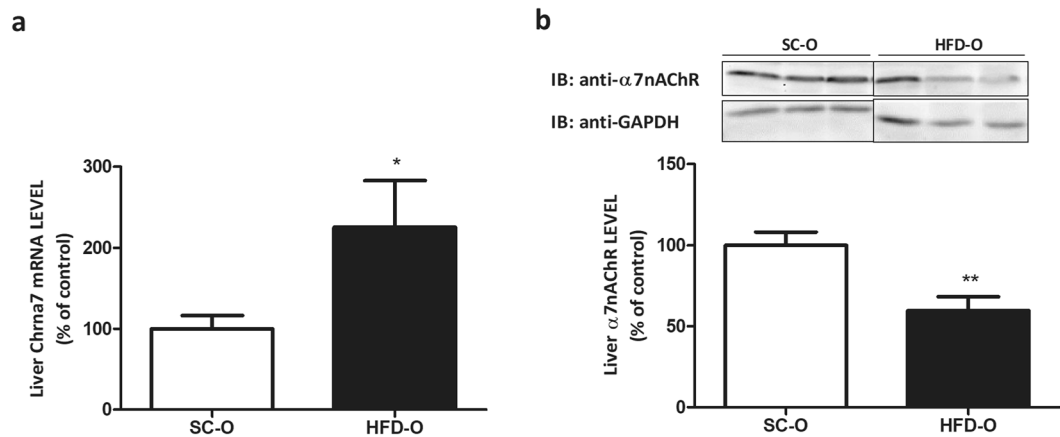 a
Liver Chrna7 mRNA LEVEL
(% of control)
300
200
100
0
*
SC-O
HFD-O
b
SC-O
HFD-O
IB: anti-α7nAChR
IB: anti-GAPDH
Liver α7nAChR LEVEL
(% of control)
150
100
50
0
**
SC-O
HFD-O